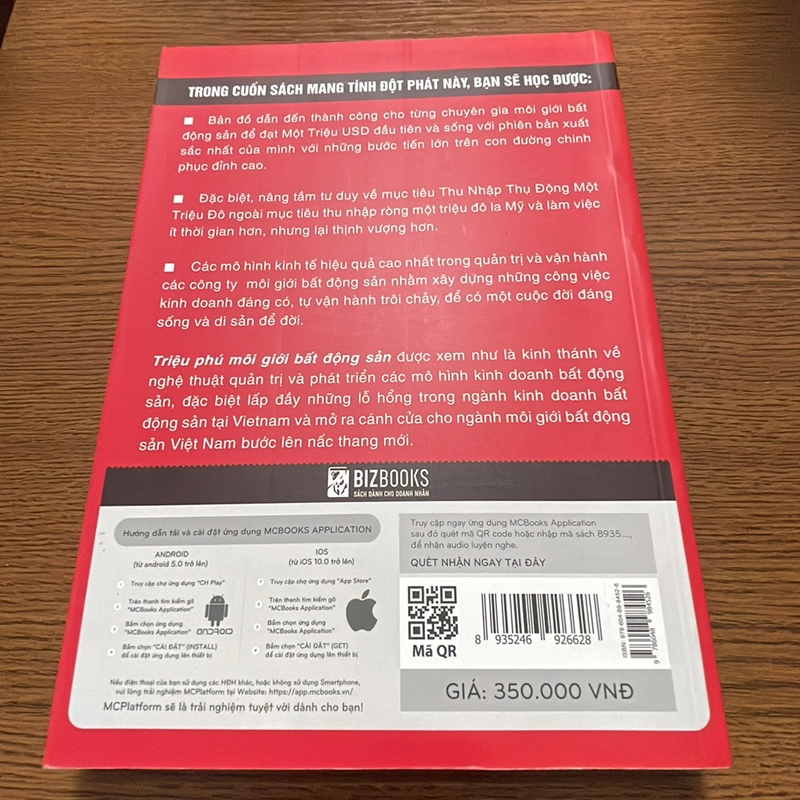 TRONG CUỐN SÁCH MANG TÍNH ĐỘT PHÁT NÀY, BẠN SẼ HỌC ĐƯỢC:
Bản đồ dẫn đến thành công cho từng chuyên gia môi giới bất
động sản để đạt Một Triệu USD đầu tiên và sống với phiên bản xuất
sắc nhất của mình với những bước tiến lớn trên con đường chinh
phục đỉnh cao.
Đặc biệt, nâng tầm tư duy về mục tiêu Thu Nhập Thụ Động Một
Triệu Đô ngoài mục tiêu thu nhập ròng một triệu đô la Mỹ và làm việc
ít thời gian hơn, nhưng lại thịnh vượng hơn.
Các mô hình kinh tế hiệu quả cao nhất trong quản trị và vận hành
các công ty môi giới bất động sản nhằm xây dựng những công việc
kinh doanh đáng có, tự vận hành trôi chảy, để có một cuộc đời đáng
sống và di sản để đời.
Triệu phú môi giới bất động sản được xem như là kinh thánh về
nghệ thuật quản trị và phát triển các mô hình kinh doanh bất động
sản, đặc biệt lấp đầy những lỗ hổng trong ngành kinh doanh bất
động sản tại Vietnam và mở ra cánh cửa cho ngành môi giới bất động
sản Việt Nam bước lên nấc thang mới.
BIZBOOKS
SÁCH DÀNH CHO DOANH NHÂN
Hướng dẫn tải và cài đặt ứng dụng MCBOOKS APPLICATION
ANDROID
(từ android 5.0 trở lên)
1 Truy cập chợ ứng dụng "CH Play"
2 Trên thanh tìm kiếm gõ
"MCBooks Application"
3 Bấm chọn ứng dụng
"MCBooks Application"
4 Bấm chọn "CÀI ĐẶT" (INSTALL)
để cài đặt ứng dụng lên thiết bị
ANDROID
IOS
(từ iOS 10.0 trở lên)
1 Truy cập chợ ứng dụng "App Store"
2 Trên thanh tìm kiếm gõ
"MCBooks Application"
3 Bấm chọn ứng dụng
"MCBooks Application"
4 Bấm chọn "CÀI ĐẶT" (GET)
để cài đặt ứng dụng lên thiết bị
Nếu điện thoại của bạn sử dụng các HĐH khác, hoặc không sử dụng Smartphone,
vui lòng trải nghiệm MCPlatform tại Website: https://app.mcbooks.vn/
MCPlatform sẽ là trải nghiệm tuyệt vời dành cho bạn!
Truy cập ngay ứng dụng MCBooks Application
sau đó quét mã QR code hoặc nhập mã sách 8935....,
để nhận audio luyện nghe.
QUÉT NHẬN NGAY TẠI ĐÂY
Mã QR
8 935246 926628
ISBN: 978-604-89-8452-6
9 786048 984526
GIÁ: 350.000 VNĐ